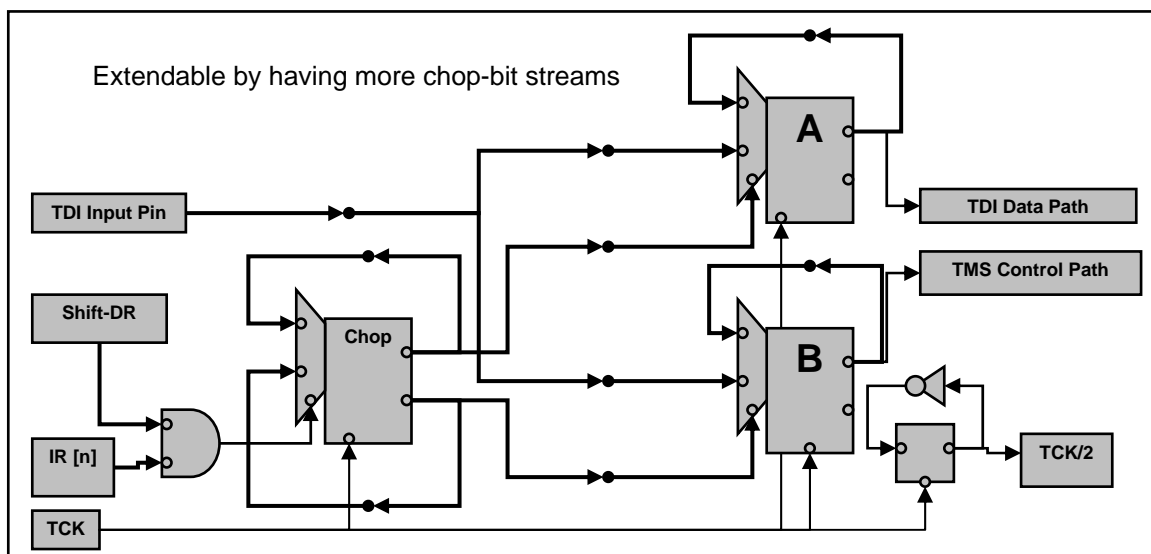 Extendable by having more chop-bit streams
A
TDI Input Pin
TDI Data Path
TMS Control Path
Shift-DR
Chop
B
IR [n]
TCK/2
TCK